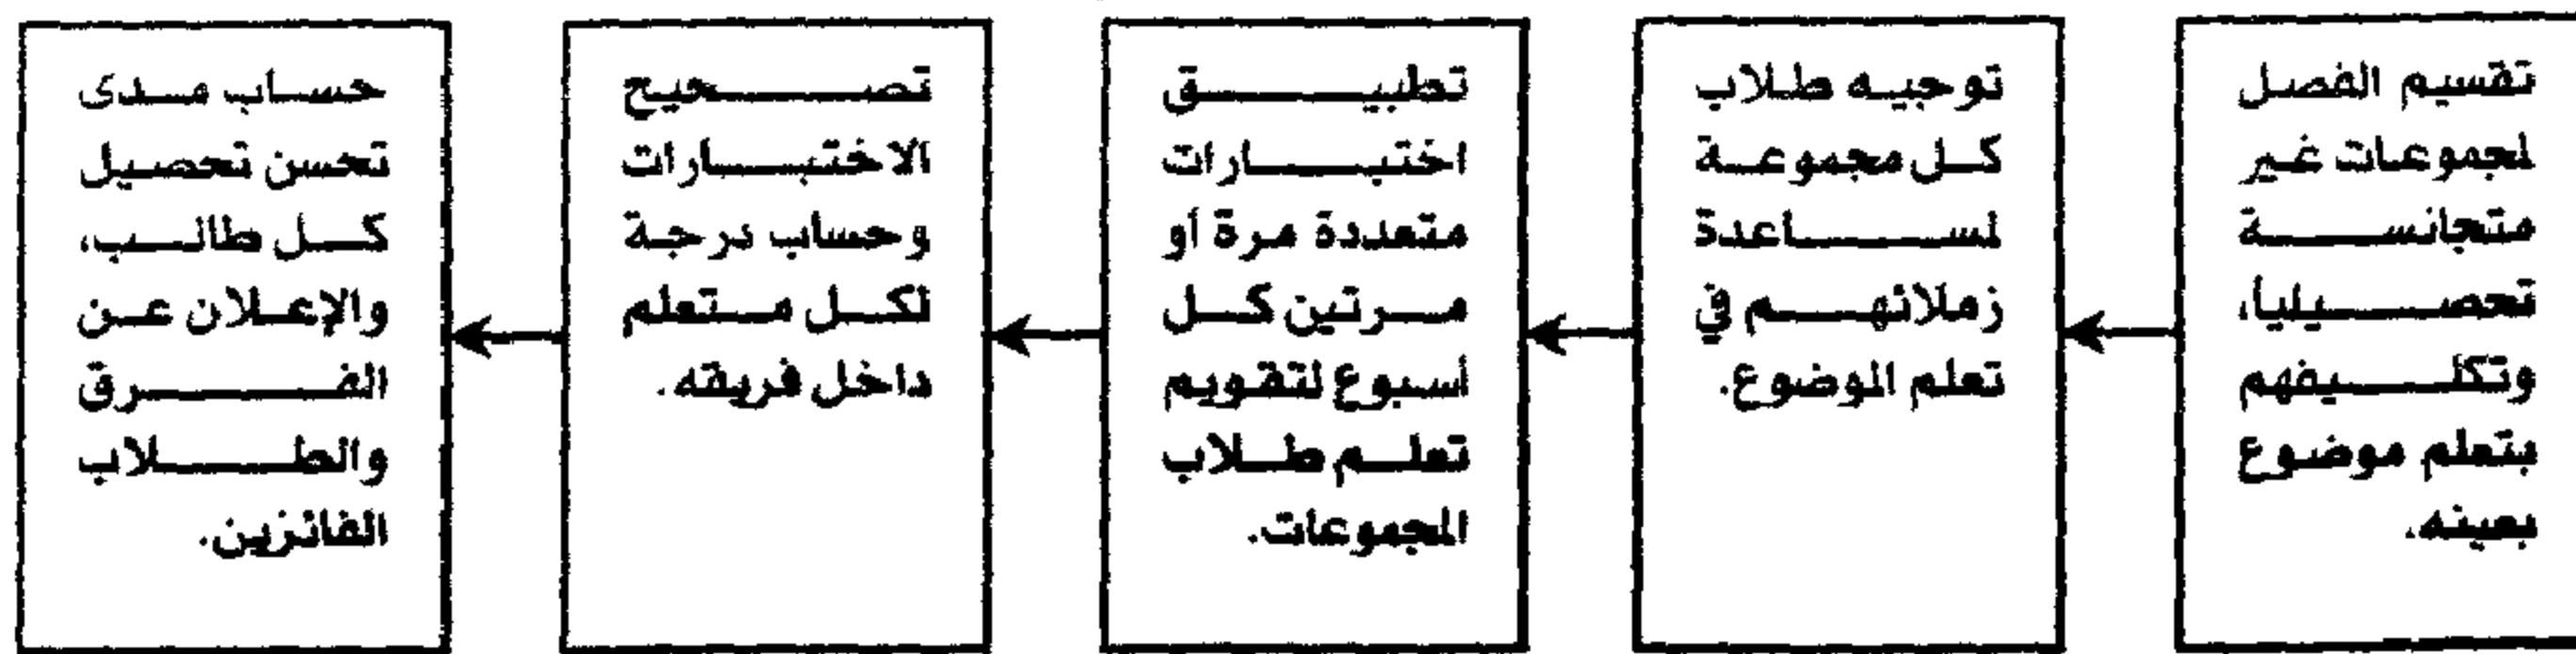 تقسيم الفصل
لمجموعات غير
متجانسة
تحصيلياً،
وتكليفهم
بتعلم موضوع
بعينه.
توجيه طلاب
كل مجموعة
لمساعدة
زملائهم في
تعلم الموضوع.
تطبيق
اختبارات
متعددة مرة أو
مرتين كل
أسبوع لتقويم
تعلم طلاب
المجموعات.
تصحيح
الاختبارات
وحساب درجة
لكل متعلم
داخل فريقه.
حساب مدى
تحسن تحصيل
كل طالب،
والإعلان عن
الفرق
والطلاب
الفائزين.